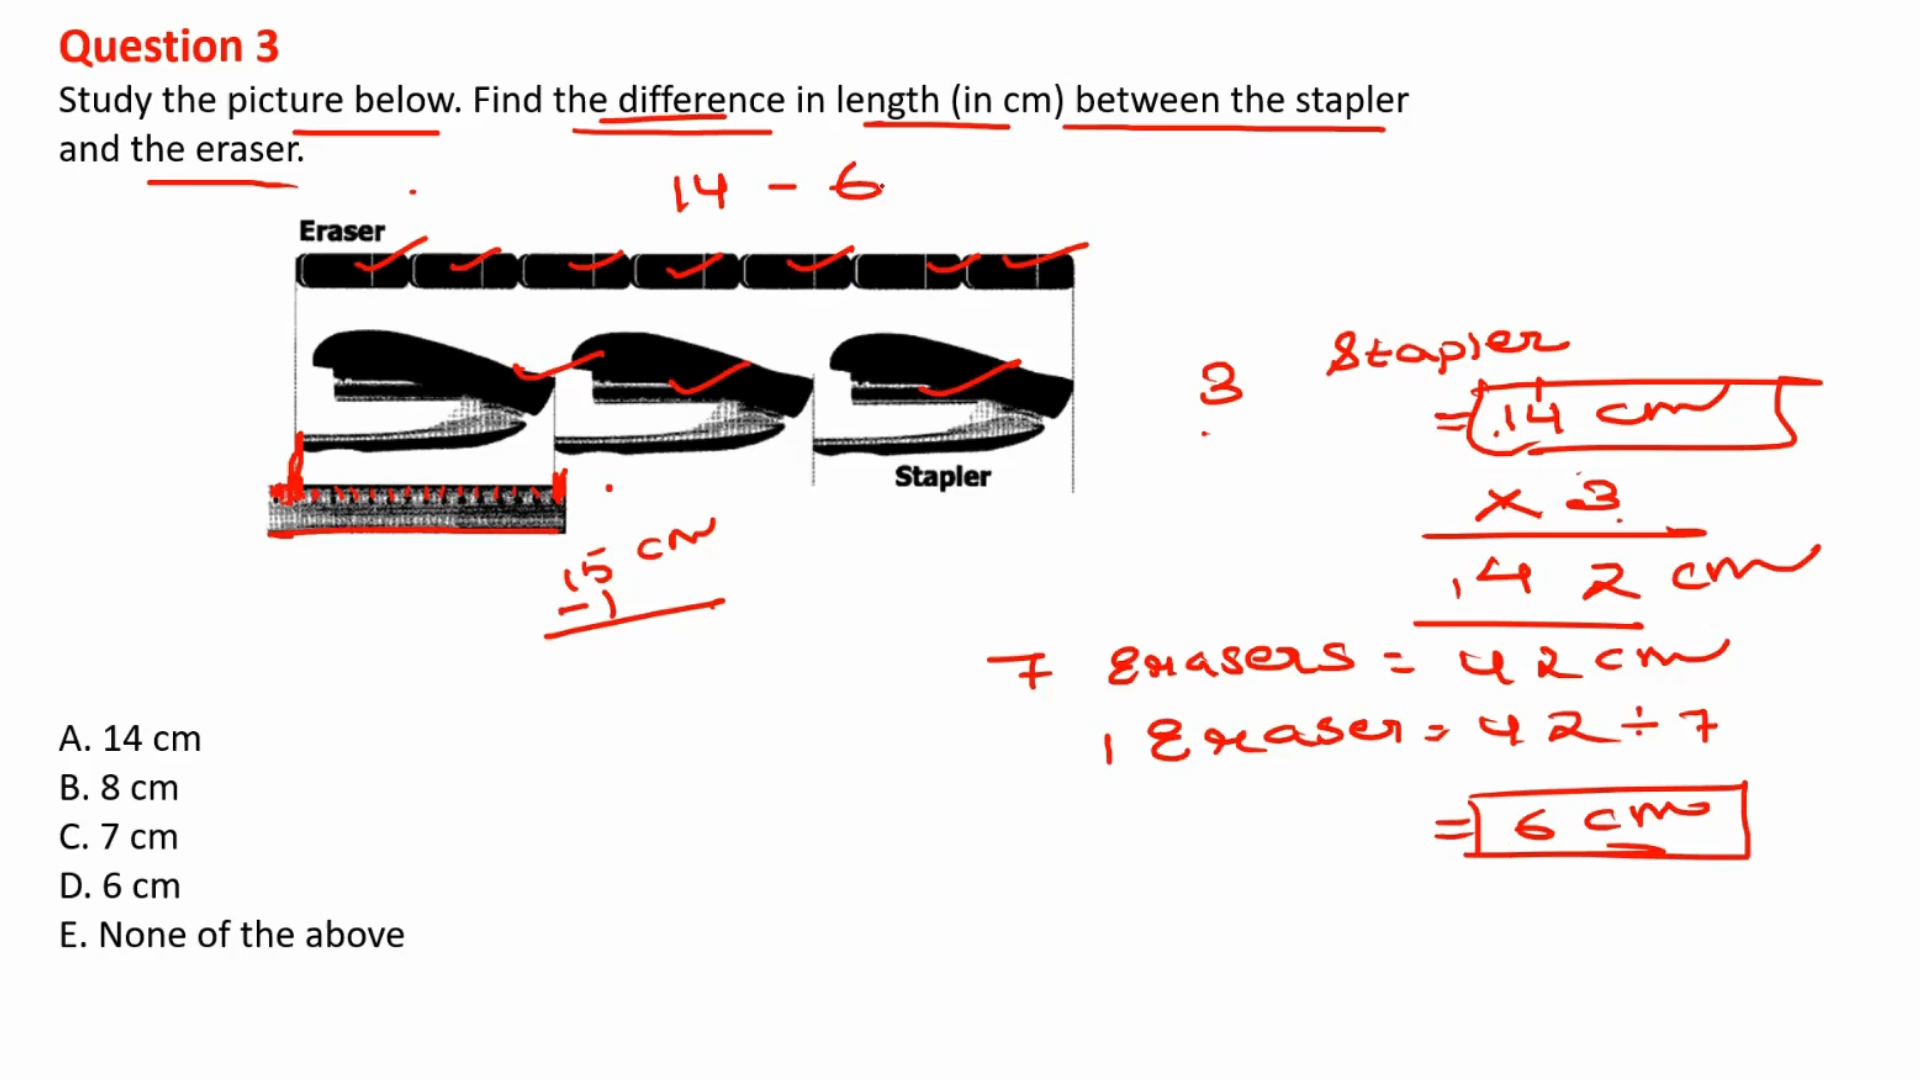 Question 3
Study the picture below. Find the difference in length (in cm) between the stapler
and the eraser.
14 - 6
Eraser
Stapler
3
Stapler
= 14 cm
x 3
42 cm
15 cm
-1
7 Erasers = 42 cm
1 Eraser = 42 ÷ 7
= 6 cm
A. 14 cm
B. 8 cm
C. 7 cm
D. 6 cm
E. None of the above